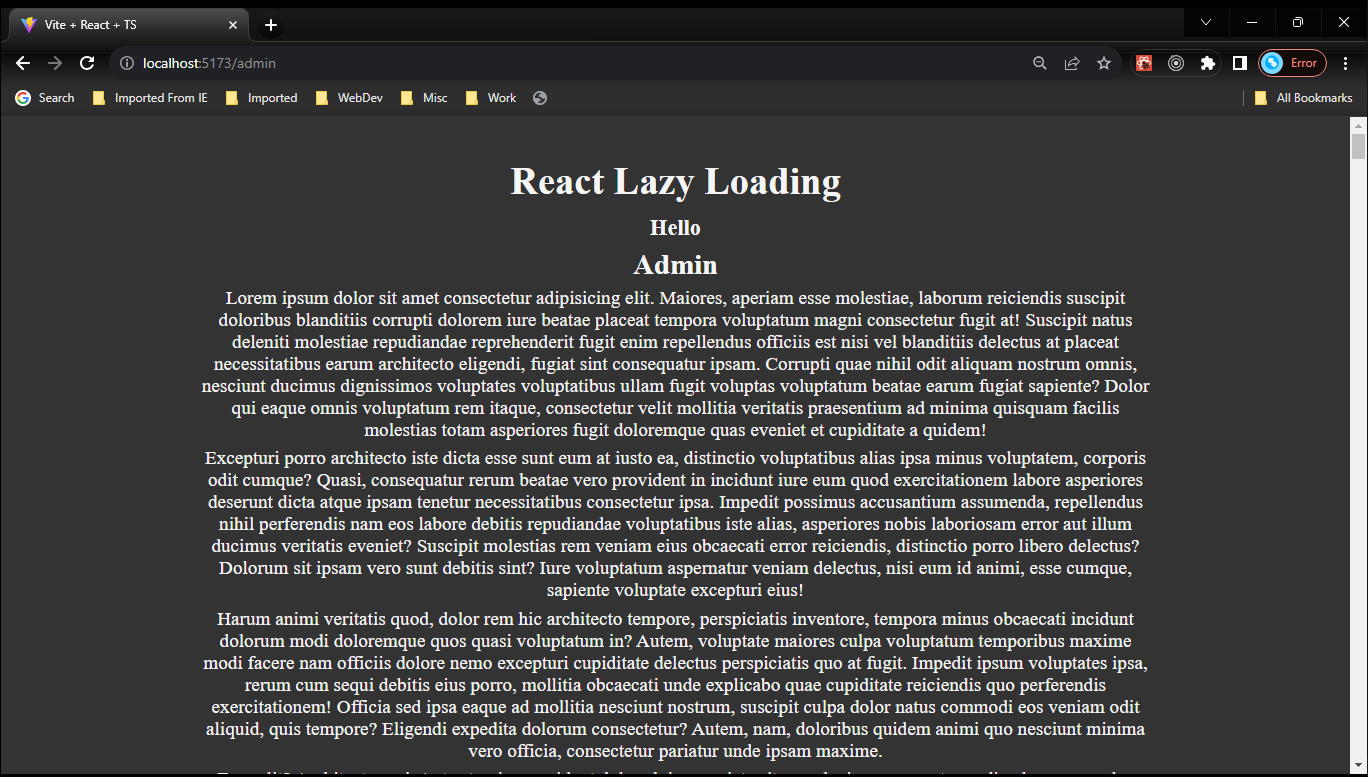 Vite + React + TS
localhost:5173/admin
Error
Search
Imported From IE
Imported
WebDev
Misc
Work
All Bookmarks
React Lazy Loading
Hello
Admin
Lorem ipsum dolor sit amet consectetur adipisicing elit. Maiores, aperiam esse molestiae, laborum reiciendis suscipit
doloribus blanditiis corrupti dolorem iure beatae placeat tempora voluptatum magni consectetur fugit at! Suscipit natus
deleniti molestiae repudiandae reprehenderit fugit enim repellendus officiis est nisi vel blanditiis delectus at placeat
necessitatibus earum architecto eligendi, fugiat sint consequatur ipsam. Corrupti quae nihil odit aliquam nostrum omnis,
nesciunt ducimus dignissimos voluptates voluptatibus ullam fugit voluptas voluptatum beatae earum fugiat sapiente? Dolor
qui eaque omnis voluptatum rem itaque, consectetur velit mollitia veritatis praesentium ad minima quisquam facilis
molestias totam asperiores fugit doloremque quas eveniet et cupiditate a quidem!
Excepturi porro architecto iste dicta esse sunt eum at iusto ea, distinctio voluptatibus alias ipsa minus voluptatem, corporis
odit cumque? Quasi, consequatur rerum beatae vero provident in incidunt iure eum quod exercitationem labore asperiores
deserunt dicta atque ipsam tenetur necessitatibus consectetur ipsa. Impedit possimus accusantium assumenda, repellendus
nihil perferendis nam eos labore debitis repudiandae voluptatibus iste alias, asperiores nobis laboriosam error aut illum
ducimus veritatis eveniet? Suscipit molestias rem veniam eius obcaecati error reiciendis, distinctio porro libero delectus?
Dolorum sit ipsam vero sunt debitis sint? Iure voluptatum aspernatur veniam delectus, nisi eum id animi, esse cumque,
sapiente voluptate excepturi eius!
Harum animi veritatis quod, dolor rem hic architecto tempore, perspiciatis inventore, tempora minus obcaecati incidunt
dolorum modi doloremque quos quasi voluptatum in? Autem, voluptate maiores culpa voluptatum temporibus maxime
modi facere nam officiis dolore nemo excepturi cupiditate delectus perspiciatis quo at fugit. Impedit ipsum voluptates ipsa,
rerum cum sequi debitis eius porro, mollitia obcaecati unde explicabo quae cupiditate reiciendis quo perferendis
exercitationem! Officia sed ipsa eaque ad mollitia nesciunt nostrum, suscipit culpa dolor natus commodi eos veniam odit
aliquid, quis tempore? Eligendi expedita dolorum consectetur? Autem, nam, doloribus quidem animi quo nesciunt minima
vero officia, consectetur pariatur unde ipsam maxime.